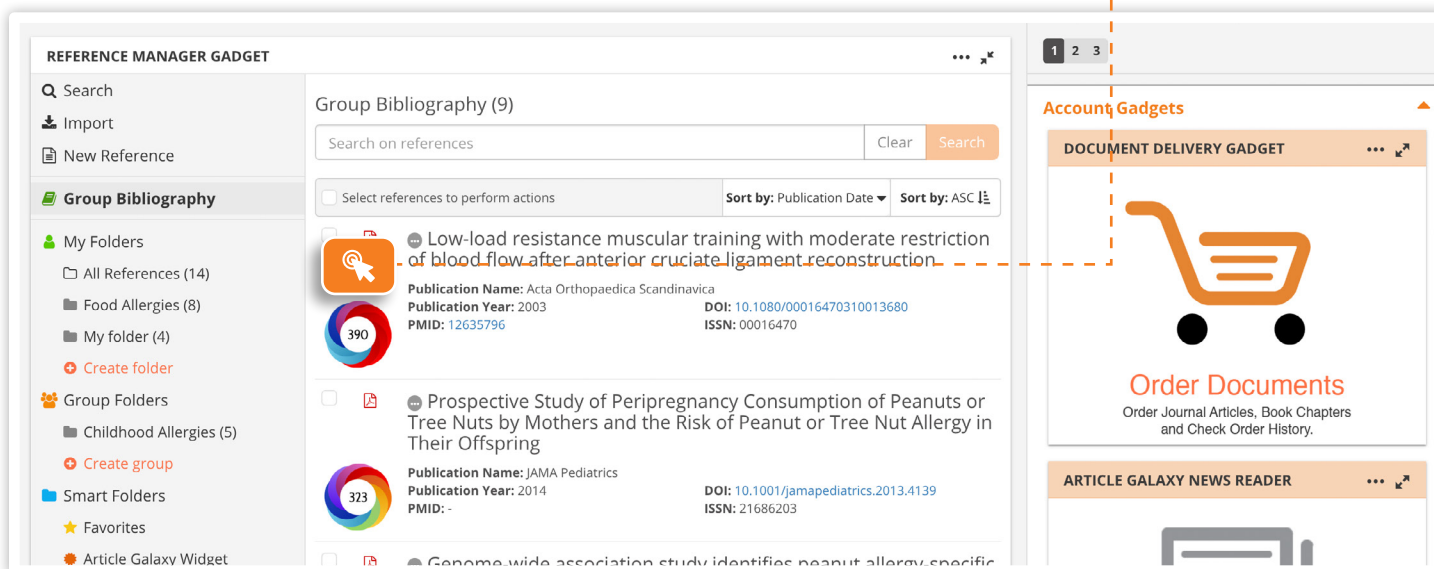 REFERENCE MANAGER GADGET
Search
Import
New Reference
Group Bibliography
My Folders
All References (14)
Food Allergies (8)
My folder (4)
Create folder
Group Folders
Childhood Allergies (5)
Create group
Smart Folders
Favorites
Article Galaxy Widget
Group Bibliography (9)
Search on references
Clear
Search
Select references to perform actions
Sort by: Publication Date
Sort by: ASC
Low-load resistance muscular training with moderate restriction
of blood flow after anterior cruciate ligament reconstruction
Publication Name: Acta Orthopaedica Scandinavica
Publication Year: 2003
DOI: 10.1080/00016470310013680
PMID: 12635796
ISSN: 00016470
390
Prospective Study of Peripregnancy Consumption of Peanuts or
Tree Nuts by Mothers and the Risk of Peanut or Tree Nut Allergy in
Their Offspring
Publication Name: JAMA Pediatrics
Publication Year: 2014
DOI: 10.1001/jamapediatrics.2013.4139
PMID: -
ISSN: 21686203
323
Genome-wide association study identifies peanut allergy-specific
1 2 3
Account Gadgets
DOCUMENT DELIVERY GADGET
Order Documents
Order Journal Articles, Book Chapters
and Check Order History.
ARTICLE GALAXY NEWS READER